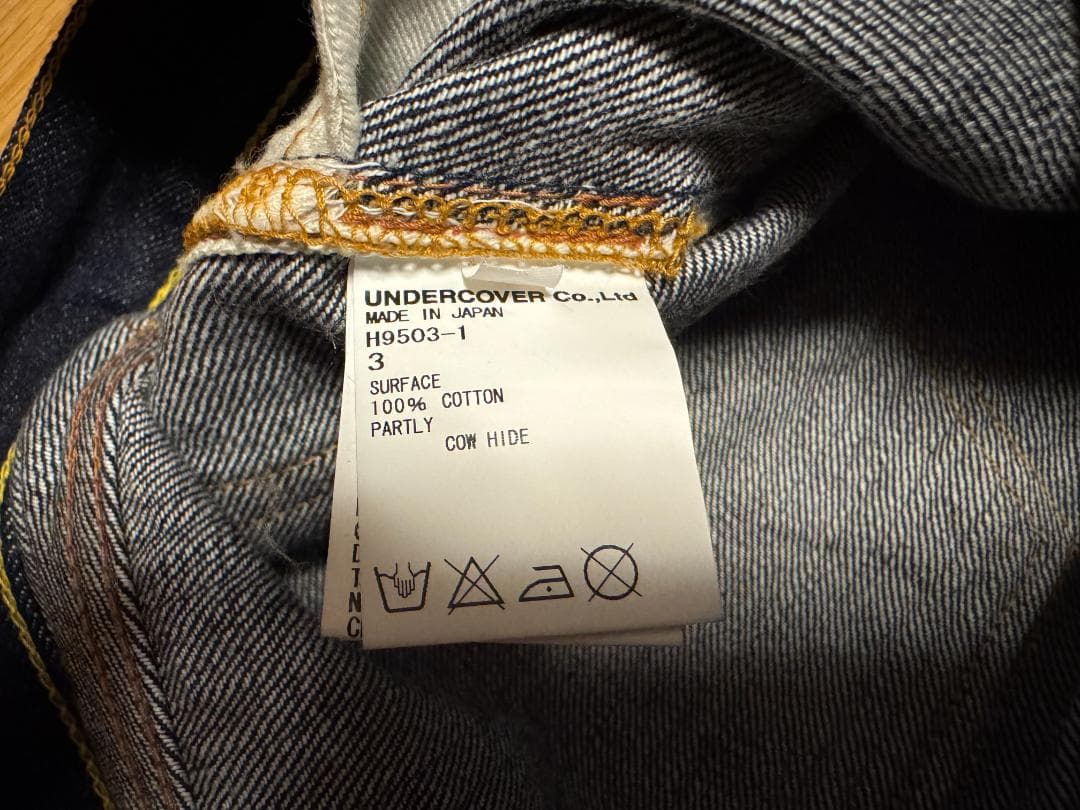 UNDERCOVER Co.,Ltd
MADE IN JAPAN
H9503-1
3
SURFACE
100% COTTON
PARTLY
COW HIDE